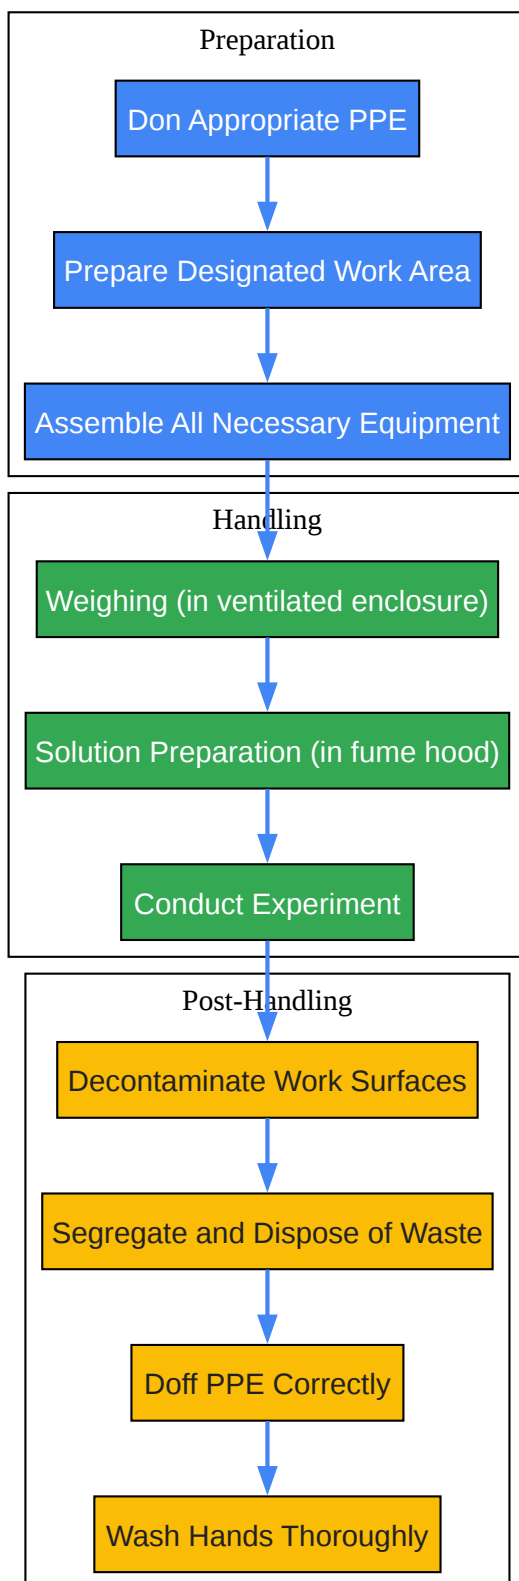 Preparation
Don Appropriate PPE
Prepare Designated Work Area
Assemble All Necessary Equipment
Handling
Weighing (in ventilated enclosure)
Solution Preparation (in fume hood)
Conduct Experiment
Post-Handling
Decontaminate Work Surfaces
Segregate and Dispose of Waste
Doff PPE Correctly
Wash Hands Thoroughly